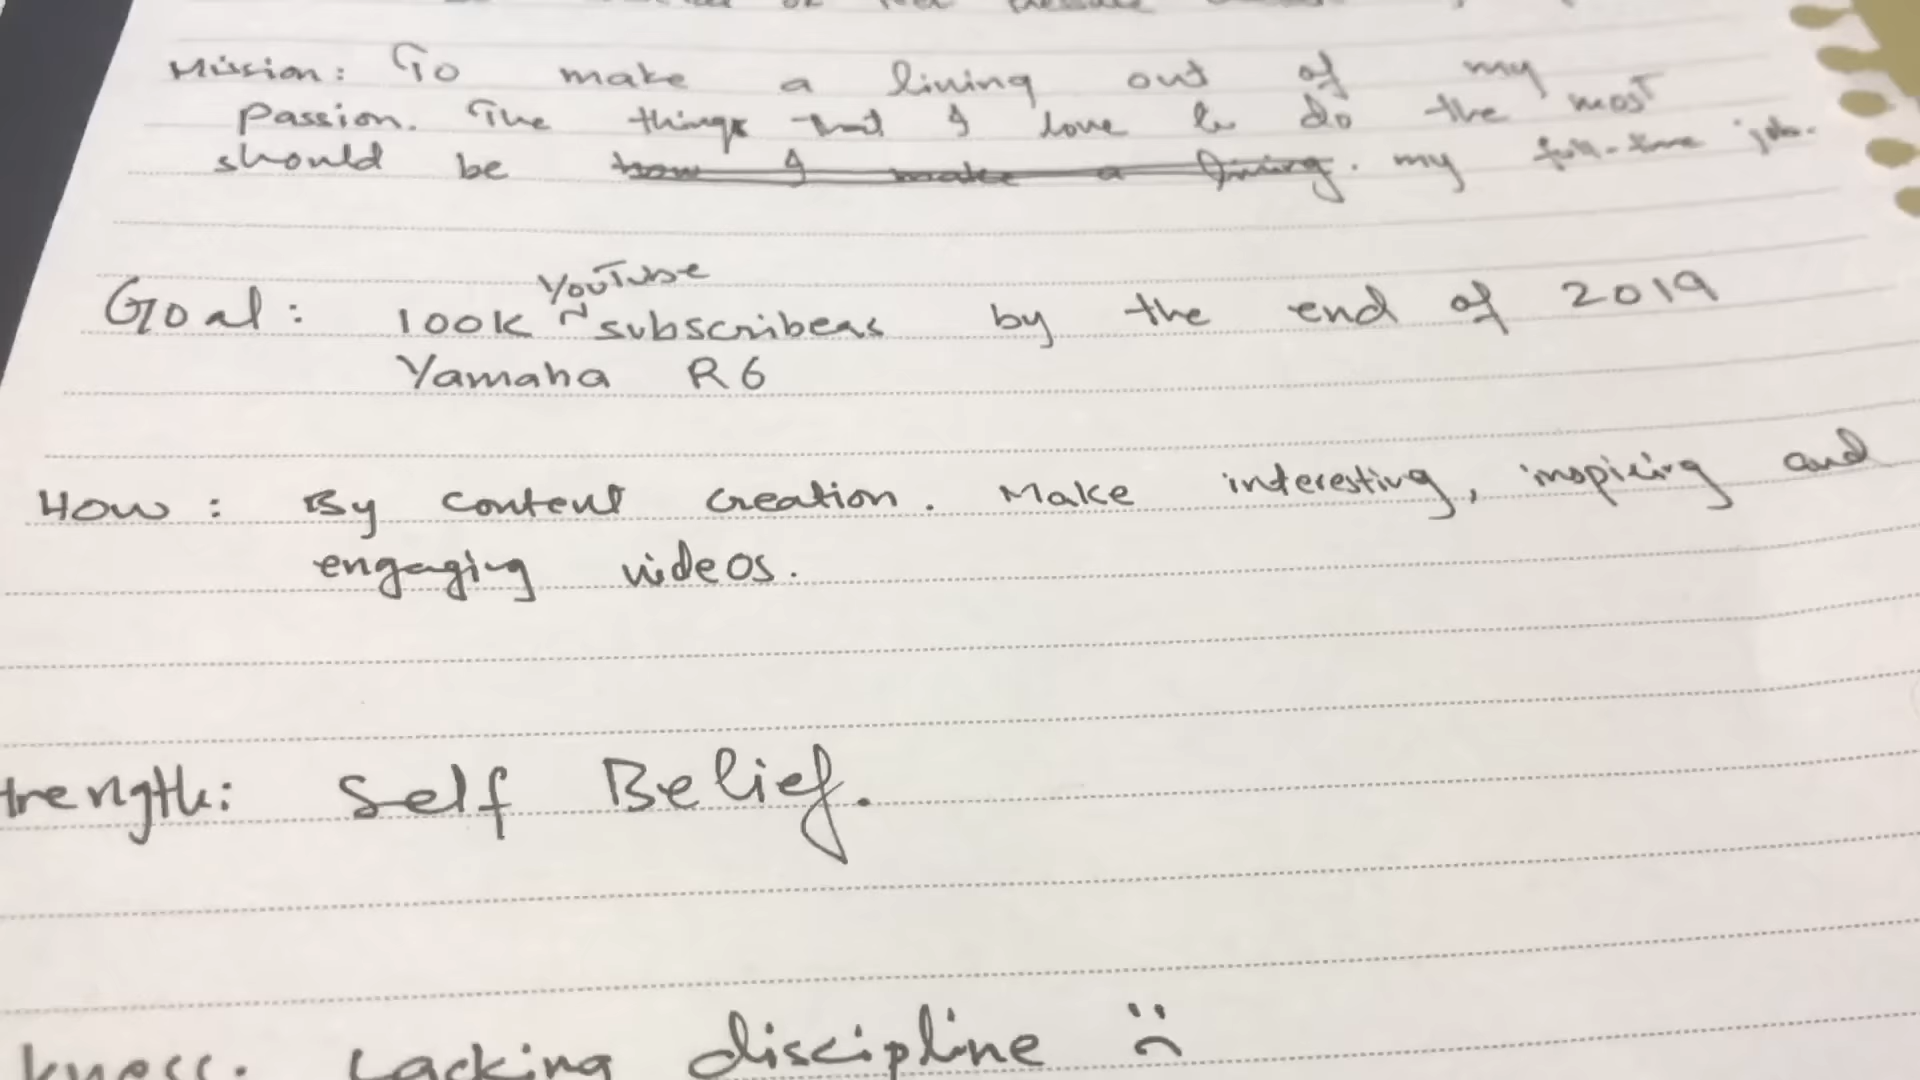 Mission: To make a living out of my
passion. The things that I love to do the most
should be how I make a living. my full-time job.
YouTube
Goal: 100K subscribers by the end of 2019
Yamaha R6
How: By content creation. Make interesting, inspiring and
engaging videos.
trength: Self Belief.
kness: Lacking discipline :(